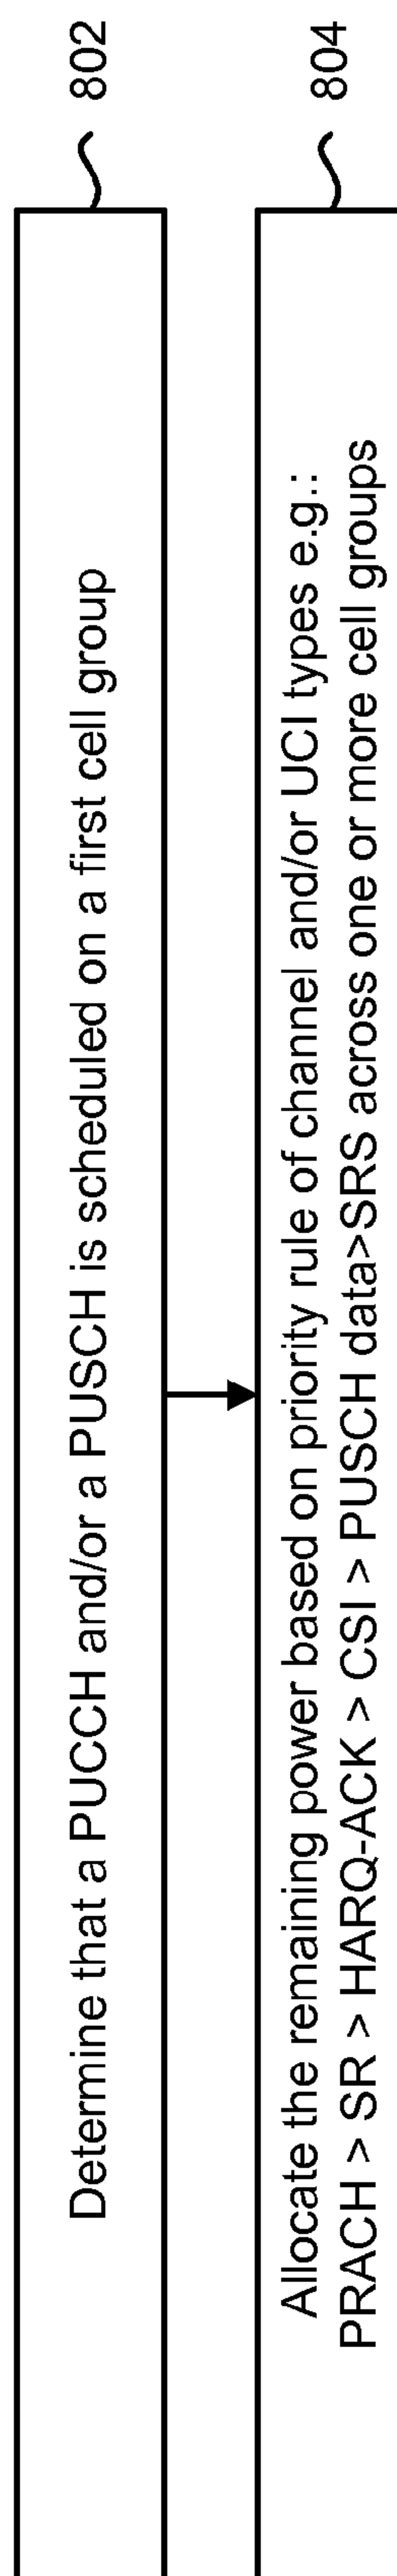 802
Determine that a PUCCH and/or a PUSCH is scheduled on a first cell group
804
Allocate the remaining power based on priority rule of channel and/or UCI types e.g.:
PRACH > SR > HARQ-ACK > CSI > PUSCH data>SRS across one or more cell groups